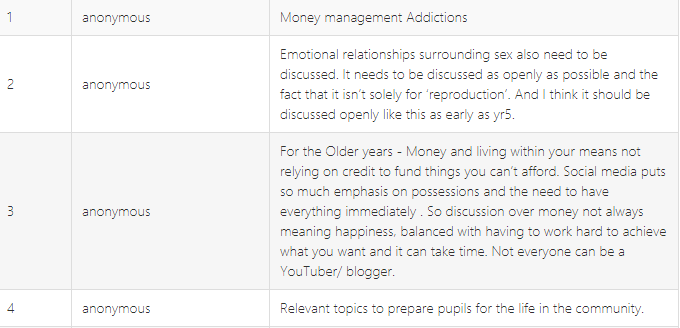 1 anonymous Money management Addictions
Emotional relationships surrounding sex also need to be
discussed. It needs to be discussed as openly as possible and the
2 anonymous
fact that it isn't solely for 'reproduction'. And I think it should be
discussed openly like this as early as yr5.
For the Older years - Money and living within your means not
relying on credit to fund things you can't afford. Social media puts
so much emphasis on possessions and the need to have
3 anonymous everything immediately . So discussion over money not always
meaning happiness, balanced with having to work hard to achieve
what you want and it can take time. Not everyone can be a
YouTuber/ blogger.
4 anonymous Relevant topics to prepare pupils for the life in the community.